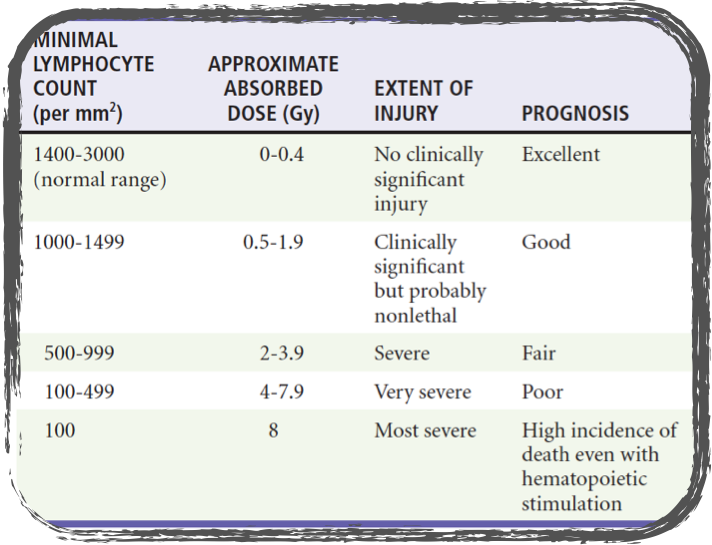 MINIMAL
LYMPHOCYTE
COUNT
(per mm²)
APPROXIMATE
ABSORBED
DOSE (Gy)
EXTENT OF
INJURY
PROGNOSIS
1400-3000
(normal range)
0-0.4
No clinically
significant
injury
Excellent
1000-1499
0.5-1.9
Clinically
significant
but probably
nonlethal
Good
500-999
2-3.9
Severe
Fair
100-499
4-7.9
Very severe
Poor
100
8
Most severe
High incidence of
death even with
hematopoietic
stimulation